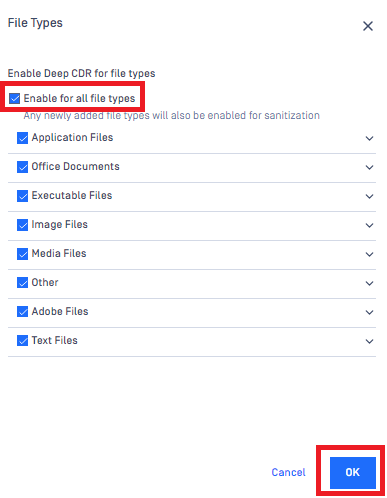 File Types
Enable Deep CDR for file types
Enable for all file types
Any newly added file types will also be enabled for sanitization
Application Files
Office Documents
Executable Files
Image Files
Media Files
Other
Adobe Files
Text Files
Cancel OK